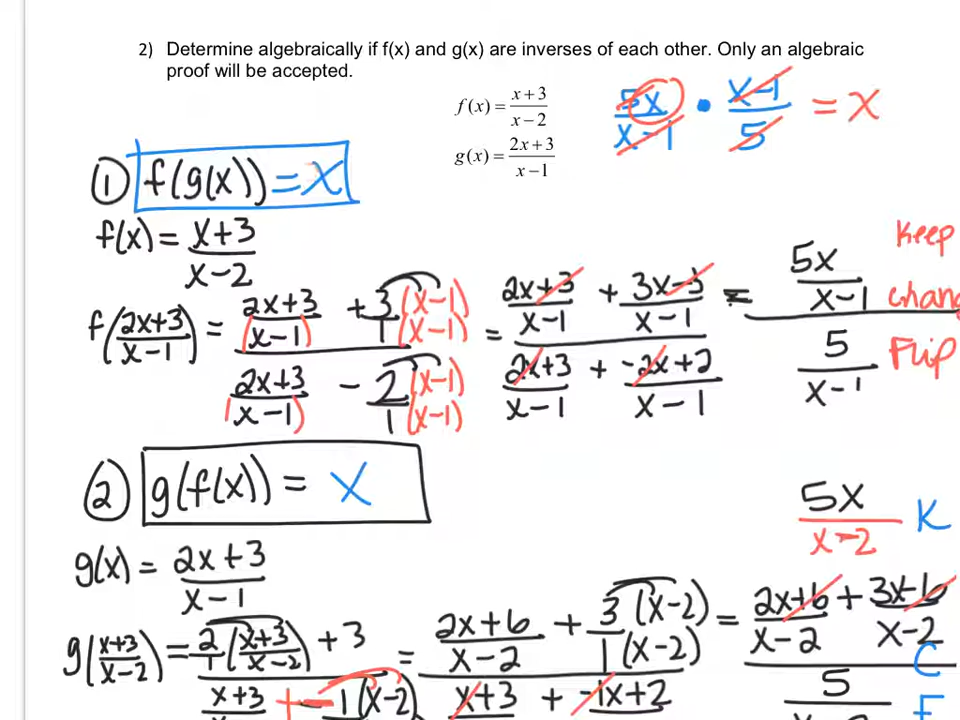 2) Determine algebraically if f(x) and g(x) are inverses of each other. Only an algebraic
proof will be accepted.
f(x) = (x+3)/(x−2)
g(x) = (2x+3)/(x−1)
5x/(x−1) • (x−1)/5 = x
① f(g(x)) = x
f(x) = (x+3)/(x−2)
f((2x+3)/(x−1)) = ((2x+3)/(x−1) + 3(x−1)/1(x−1)) / ((2x+3)/(x−1) − 2(x−1)/1(x−1)) = ((2x+3)/(x−1) + (3x−3)/(x−1)) / ((2x+3)/(x−1) + (−2x+2)/(x−1)) = (5x/(x−1)) / (5/(x−1))
Keep
Flip
② g(f(x)) = x
g(x) = (2x+3)/(x−1)
5x/(x−2) K
g((x+3)/(x−2)) = (2/1((x+3)/(x−2)) + 3) / (x+3 + −1(x−2)) = ((2x+6)/(x−2) + 3(x−2)/1(x−2)) / (x+3 + −1x+2) = ((2x+6)/(x−2) + (3x−6)/(x−2)) / 5
C
F